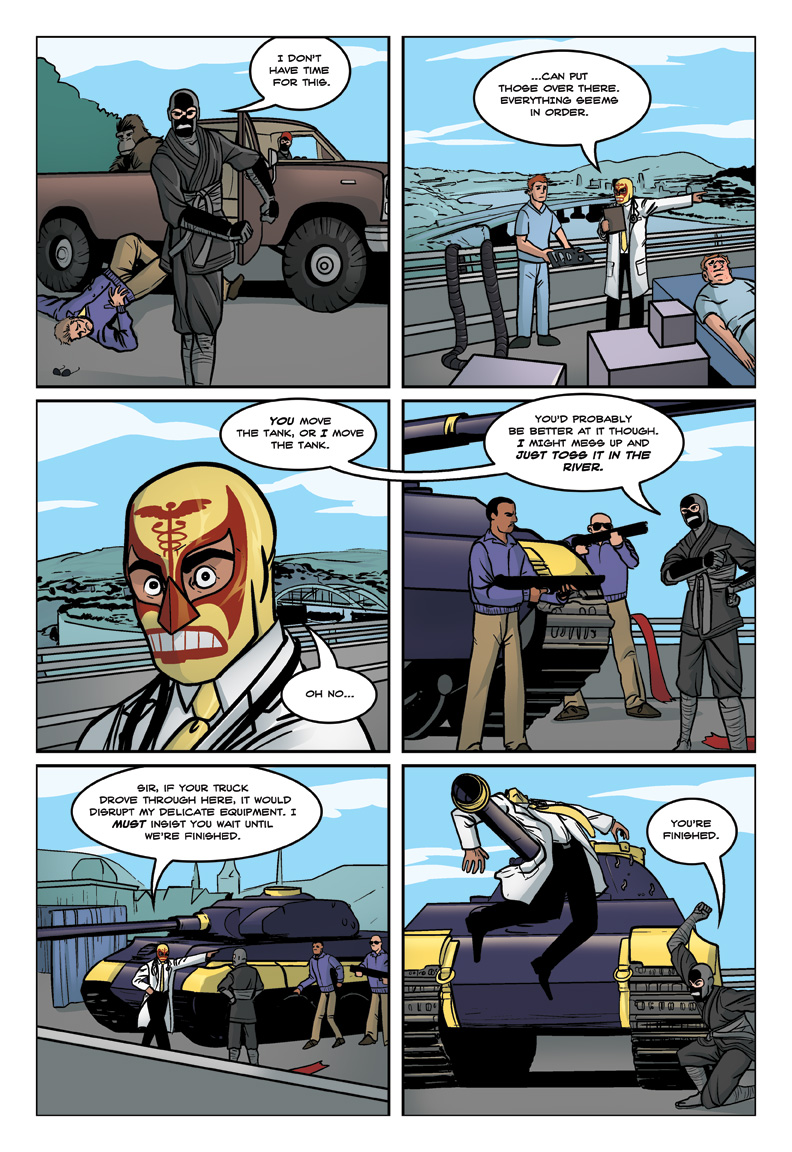 I DON'T
HAVE TIME
FOR THIS.
...CAN PUT
THOSE OVER THERE.
EVERYTHING SEEMS
IN ORDER.
YOU MOVE
THE TANK, OR I MOVE
THE TANK.
OH NO...
YOU'D PROBABLY
BE BETTER AT IT THOUGH.
I MIGHT MESS UP AND
JUST TOSS IT IN THE
RIVER.
SIR, IF YOUR TRUCK
DROVE THROUGH HERE, IT WOULD
DISRUPT MY DELICATE EQUIPMENT. I
MUST INSIST YOU WAIT UNTIL
WE'RE FINISHED.
YOU'RE
FINISHED.